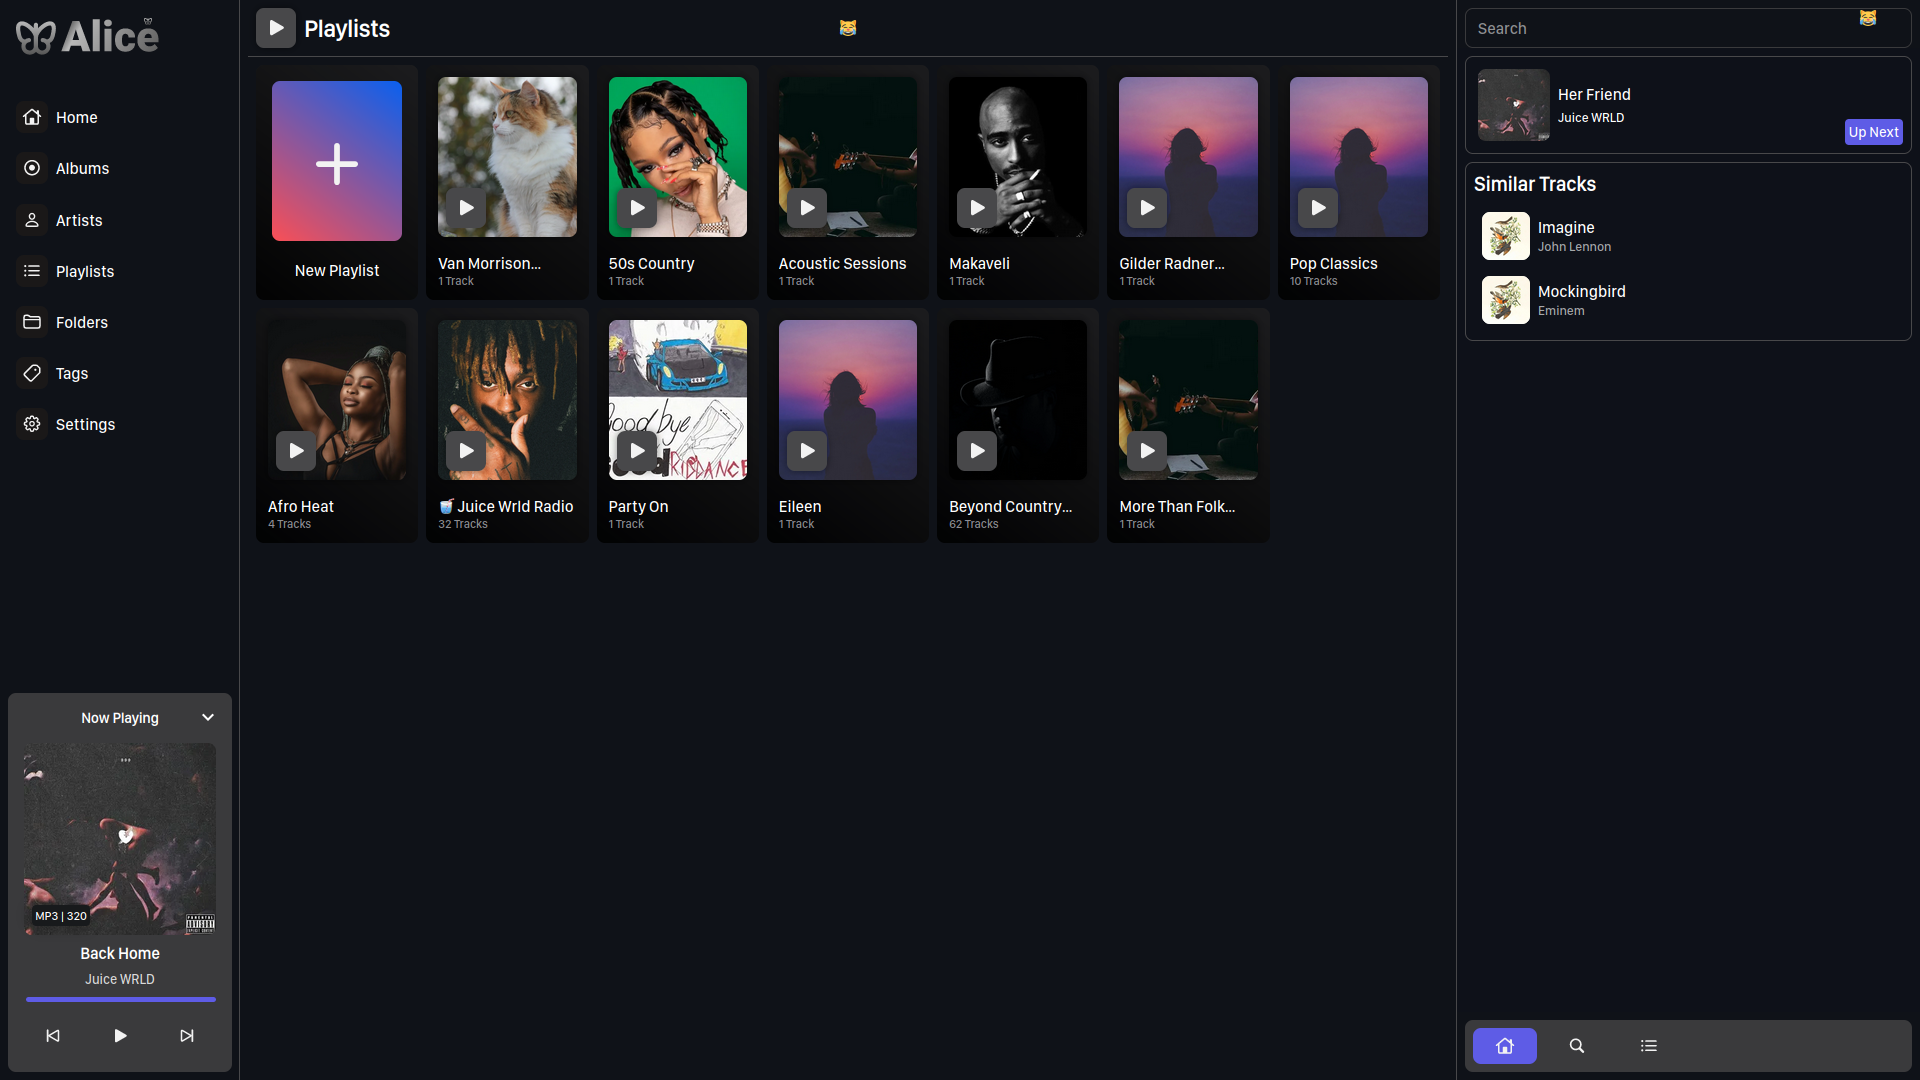 Alice
Home
Albums
Artists
Playlists
Folders
Tags
Settings
Now Playing
MP3 | 320
Back Home
Juice WRLD
Playlists
New Playlist
Van Morrison...
1 Track
50s Country
1 Track
Acoustic Sessions
1 Track
Makaveli
1 Track
Gilder Radner...
1 Track
Pop Classics
10 Tracks
Afro Heat
4 Tracks
🥤 Juice Wrld Radio
32 Tracks
Good bye
Good RIDDANCE
Party On
1 Track
Eileen
1 Track
Beyond Country...
62 Tracks
More Than Folk...
1 Track
Search
Her Friend
Juice WRLD
Up Next
Similar Tracks
Imagine
John Lennon
Mockingbird
Eminem